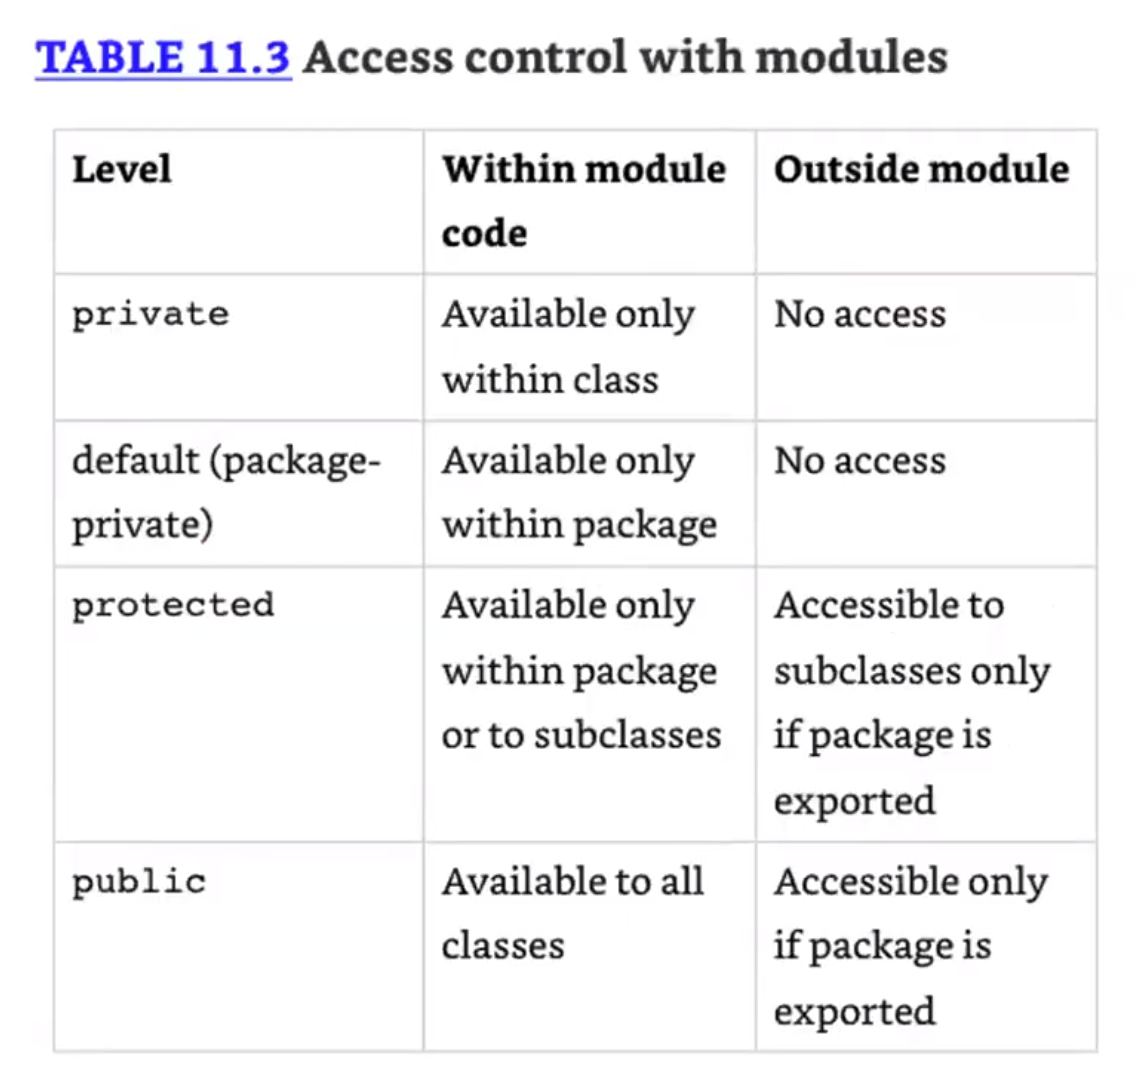 TABLE 11.3 Access control with modules
Level
Within module
code
Outside module
private
Available only
within class
No access
default (package-
private)
Available only
within package
No access
protected
Available only
within package
or to subclasses
Accessible to
subclasses only
if package is
exported
public
Available to all
classes
Accessible only
if package is
exported